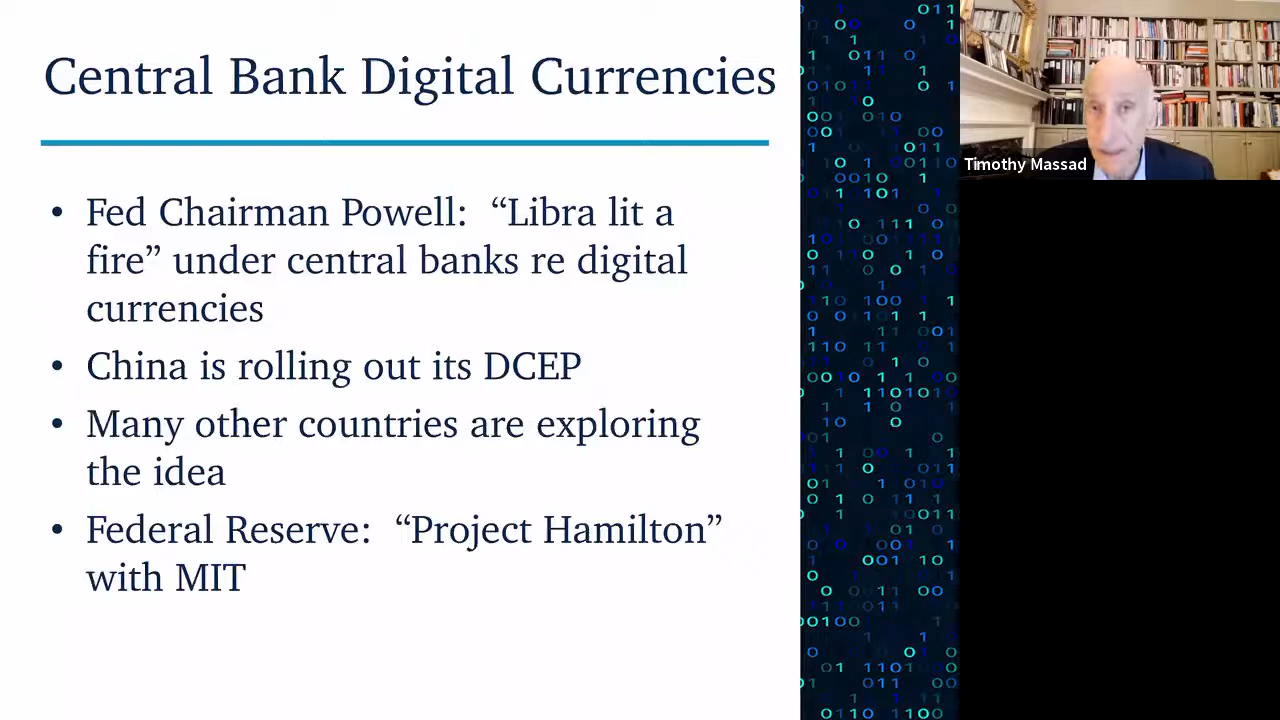 Central Bank Digital Currencies
• Fed Chairman Powell: “Libra lit a
fire” under central banks re digital
currencies
• China is rolling out its DCEP
• Many other countries are exploring
the idea
• Federal Reserve: “Project Hamilton”
with MIT
Timothy Massad